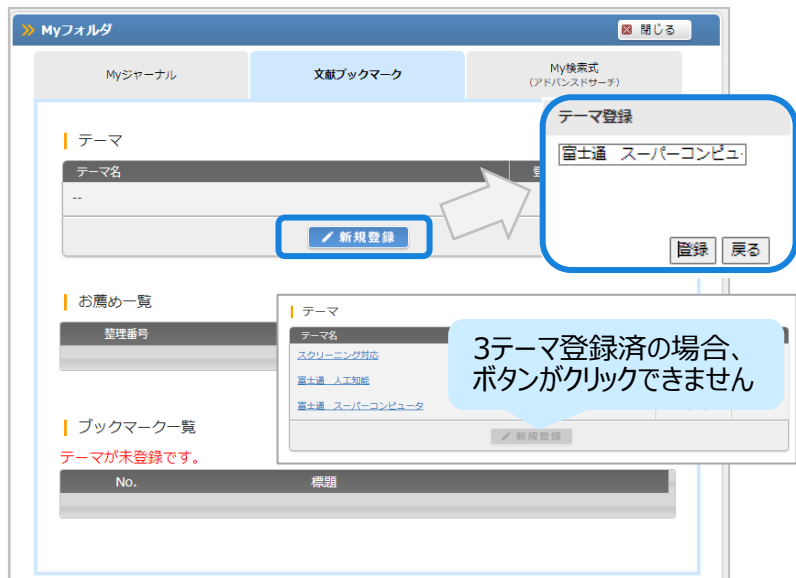 Myフォルダ
閉じる
Myジャーナル
文献ブックマーク
My検索式
(アドバンスドサーチ)
テーマ
テーマ名
--
新規登録
テーマ登録
富士通 スーパーコンピュ
登録 戻る
お薦め一覧
整理番号
テーマ
テーマ名
スクリーニング対応
富士通 人工知能
富士通 スーパーコンピュータ
新規登録
3テーマ登録済の場合、
ボタンがクリックできません
ブックマーク一覧
テーマが未登録です。
No. 標題